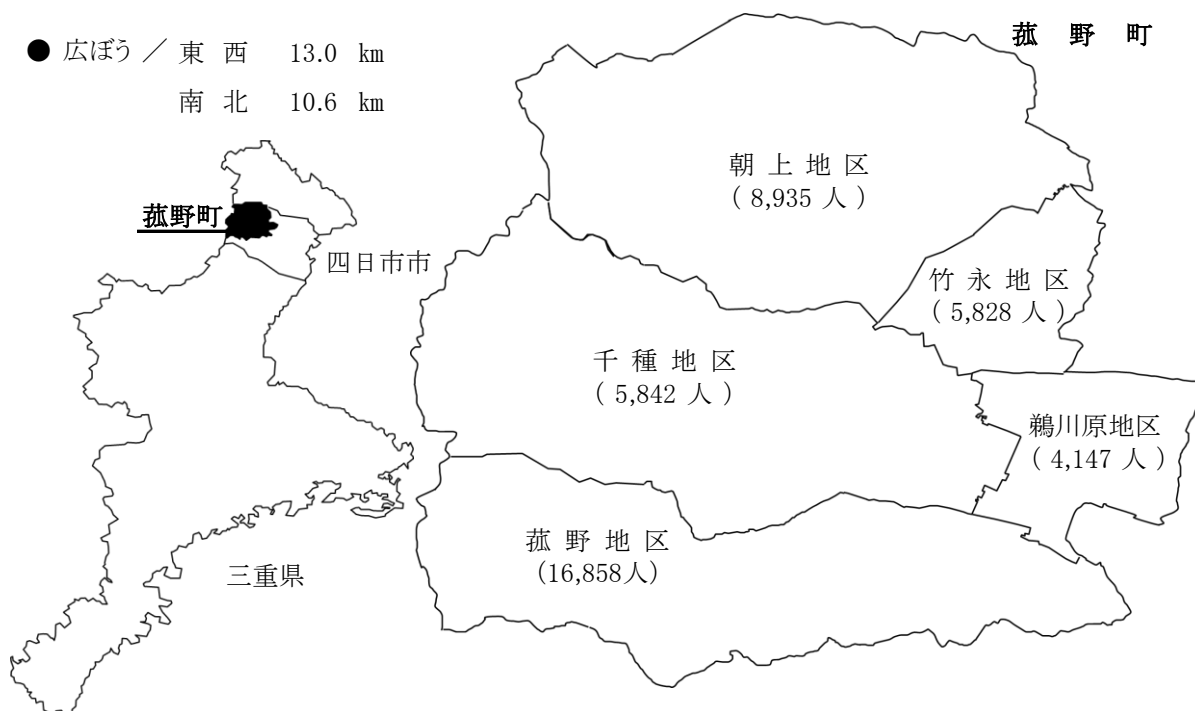 菰野町
● 広ぼう / 東西 13.0 km
南北 10.6 km
朝上地区
(8,935 人)
菰野町
四日市市
竹永地区
(5,828 人)
千種地区
(5,842 人)
鵜川原地区
(4,147 人)
菰野地区
(16,858人)
三重県